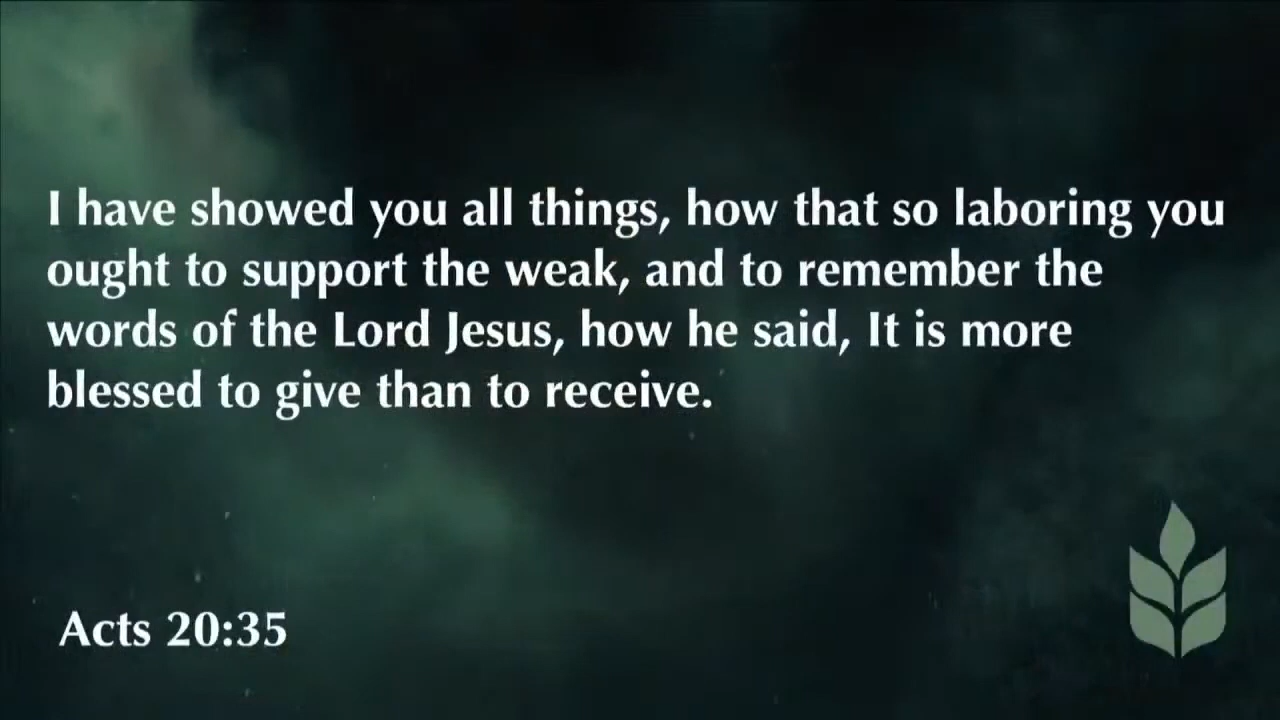 I have showed you all things, how that so laboring you
ought to support the weak, and to remember the
words of the Lord Jesus, how he said, It is more
blessed to give than to receive.
Acts 20:35